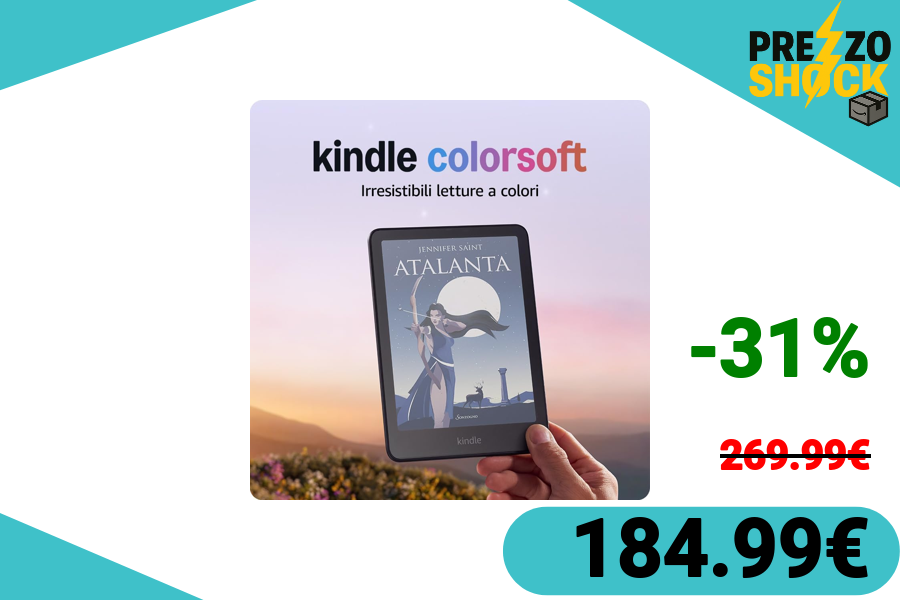 PREZZO
SHOCK
kindle colorsoft
Irresistibili letture a colori
JENNIFER SAINT
ATALANTA
kindle
-31%
269.99€
184.99€